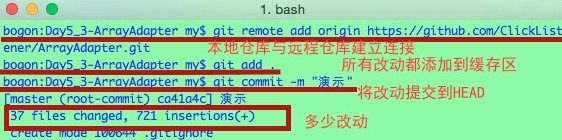 1. bash
bogon:Day5_3-ArrayAdapter my$ git remote add origin https://github.com/ClickList
ener/ArrayAdapter.git 本地仓库与远程仓库建立连接
bogon:Day5_3-ArrayAdapter my$ git add . 所有改动都添加到缓存区
bogon:Day5_3-ArrayAdapter my$ git commit -m "演示"
将改动提交到HEAD
[master (root-commit) ca41a4c] 演示
37 files changed, 721 insertions(+) 多少改动
create mode 100644 .gitignore